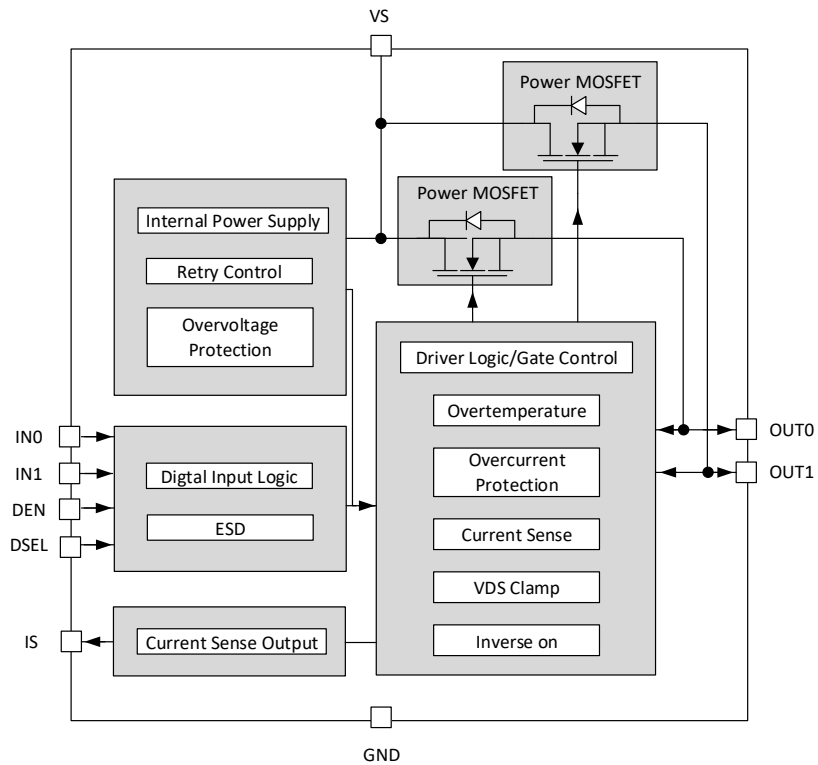 VS
Power MOSFET
Power MOSFET
Internal Power Supply
Retry Control
Overvoltage
Protection
Driver Logic/Gate Control
Overtemperature
Overcurrent
Protection
Current Sense
VDS Clamp
Inverse on
IN0
IN1
DEN
DSEL
Digtal Input Logic
ESD
OUT0
OUT1
IS
Current Sense Output
GND